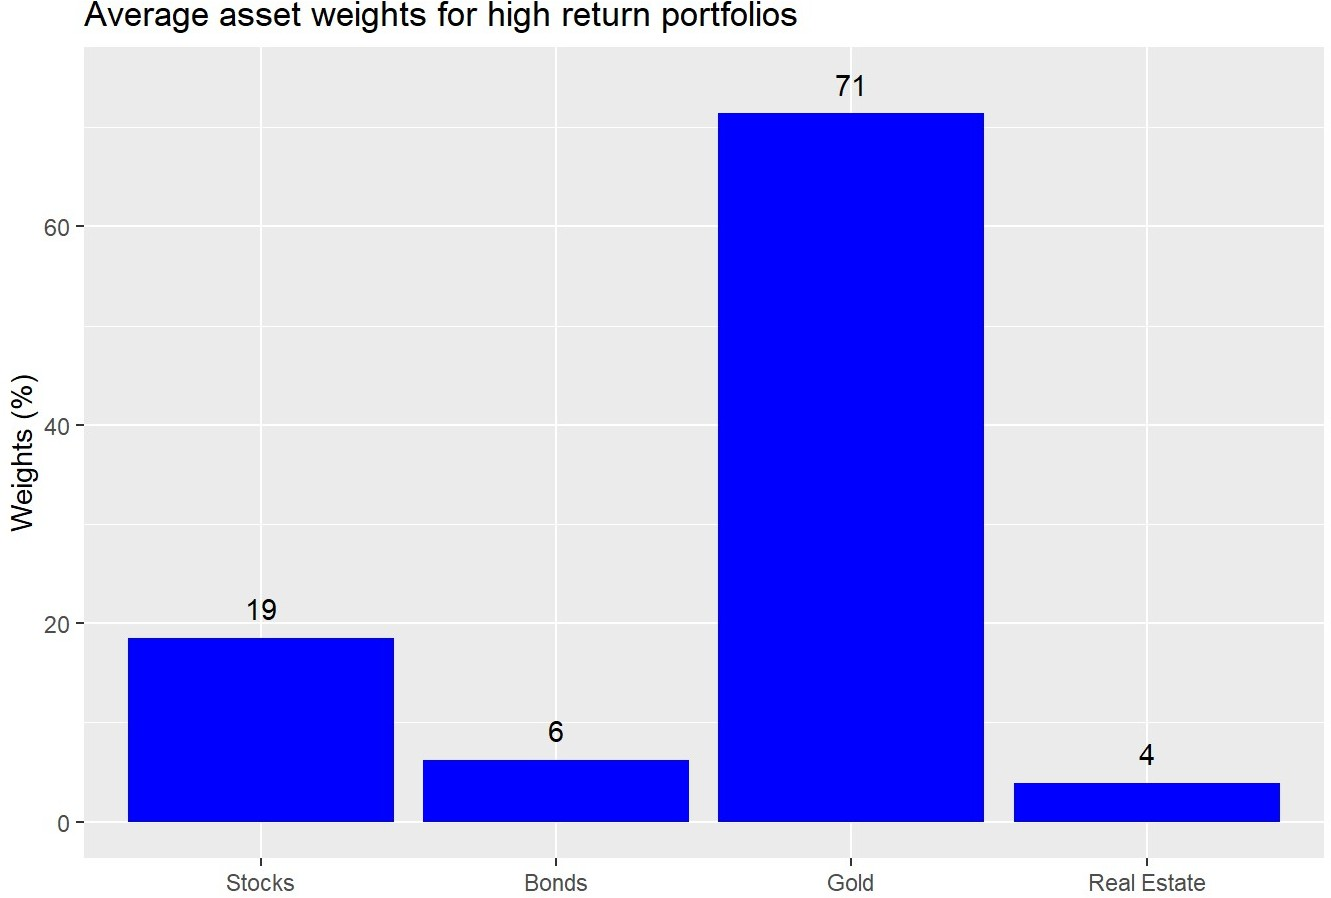 Average asset weights for high return portfolios
Weights (%)
60
40
20
0
19
6
71
4
Stocks
Bonds
Gold
Real Estate